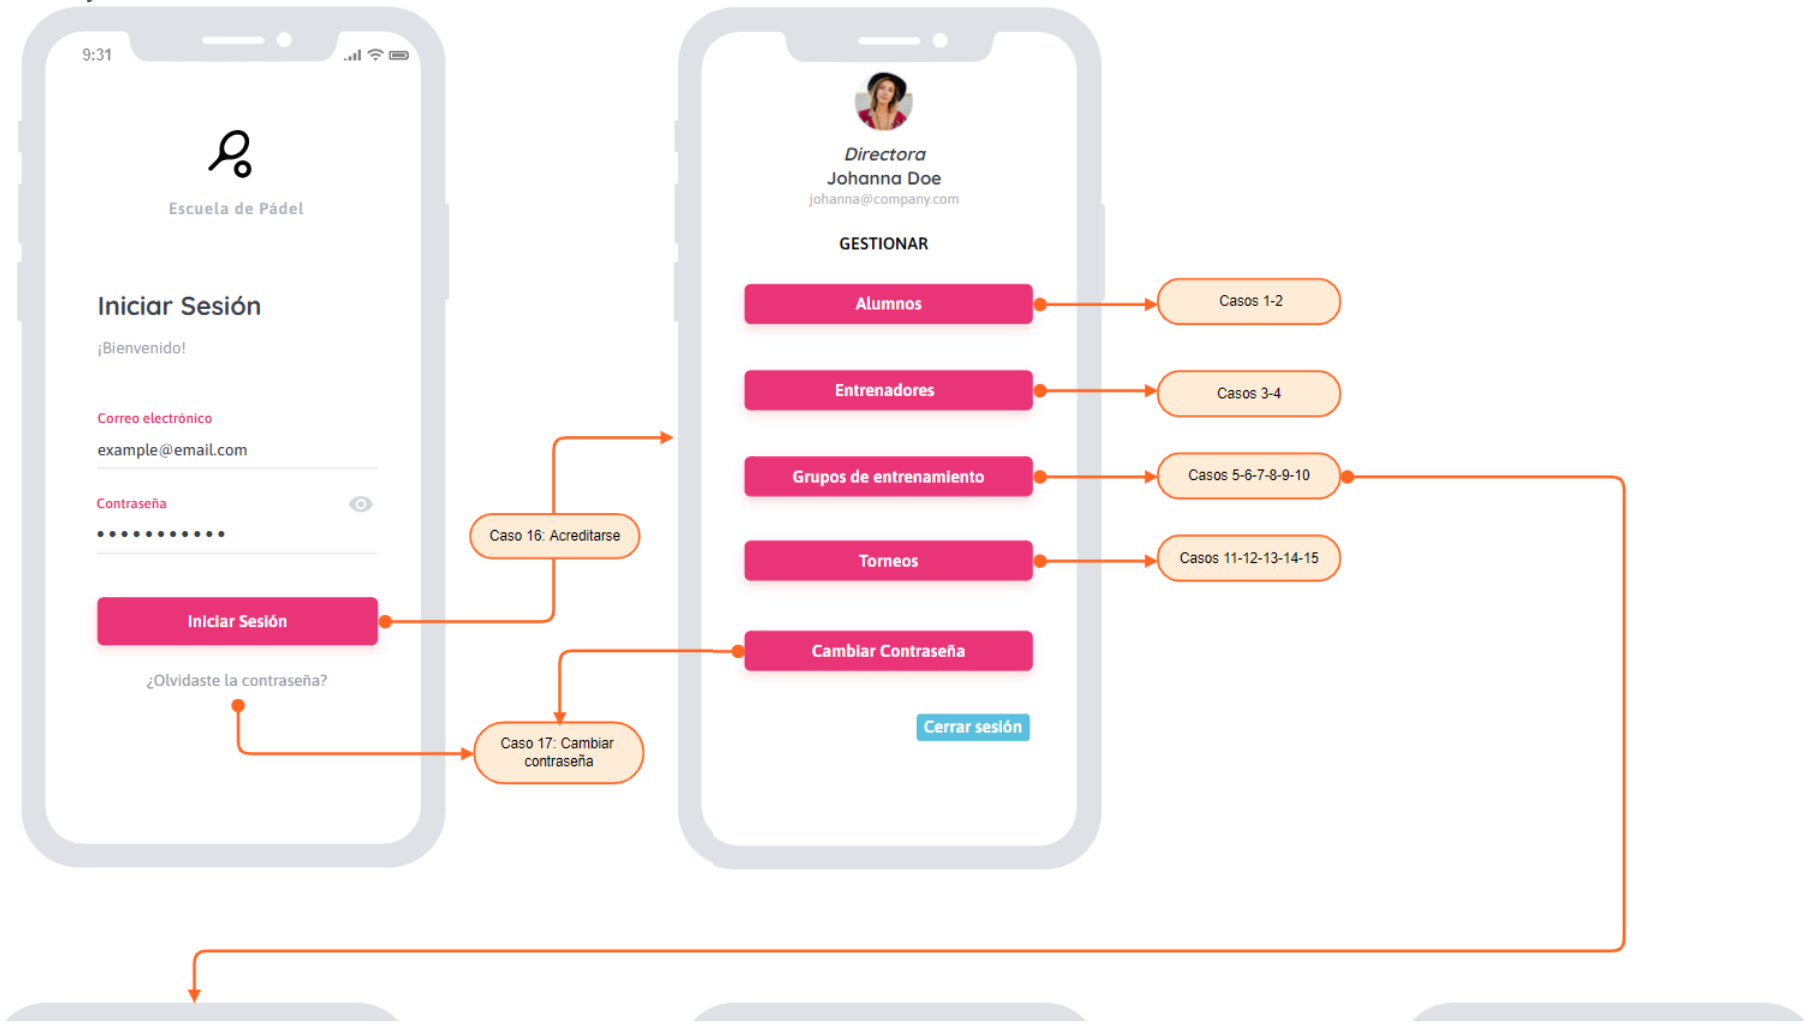 9:31
Escuela de Pádel
Iniciar Sesión
¡Bienvenido!
Correo electrónico
example@email.com
Contraseña
Iniciar Sesión
¿Olvidaste la contraseña?
Caso 16: Acreditarse
Caso 17: Cambiar
contraseña
Directora
Johanna Doe
johanna@company.com
GESTIONAR
Alumnos
Casos 1-2
Entrenadores
Casos 3-4
Grupos de entrenamiento
Casos 5-6-7-8-9-10
Torneos
Casos 11-12-13-14-15
Cambiar Contraseña
Cerrar sesión